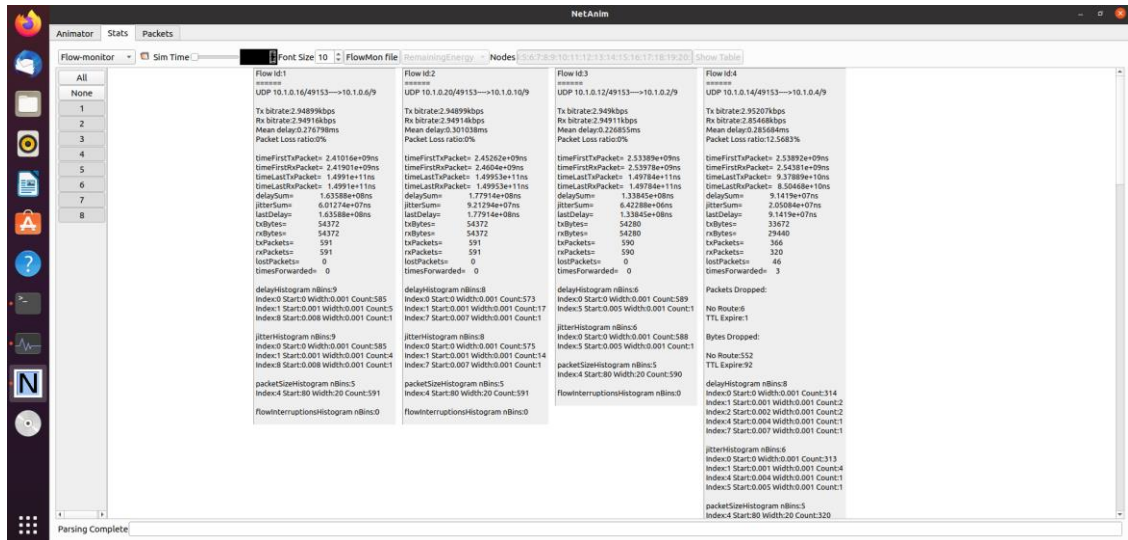 NetAnim
Animator Stats Packets
Flow-monitor Sim Time Font Size 10 FlowMon file RemainingEnergy Nodes :5:6:7:8:9:10:11:12:13:14:15:16:17:18:19:20: Show Table
All
None
1
2
3
4
5
6
7
8
Flow Id:1
======
UDP 10.1.0.16/49153---->10.1.0.6/9
Tx bitrate:2.94899kbps
Rx bitrate:2.94916kbps
Mean delay:0.276798ms
Packet Loss ratio:0%
timeFirstTxPacket= 2.41016e+09ns
timeFirstRxPacket= 2.41901e+09ns
timeLastTxPacket= 1.4991e+11ns
timeLastRxPacket= 1.4991e+11ns
delaySum= 1.63588e+08ns
jitterSum= 6.01274e+07ns
lastDelay= 1.63588e+08ns
txBytes= 54372
rxBytes= 54372
txPackets= 591
rxPackets= 591
lostPackets= 0
timesForwarded= 0
delayHistogram nBins:9
Index:0 Start:0 Width:0.001 Count:585
Index:1 Start:0.001 Width:0.001 Count:5
Index:8 Start:0.008 Width:0.001 Count:1
jitterHistogram nBins:9
Index:0 Start:0 Width:0.001 Count:585
Index:1 Start:0.001 Width:0.001 Count:4
Index:8 Start:0.008 Width:0.001 Count:1
packetSizeHistogram nBins:5
Index:4 Start:80 Width:20 Count:591
flowInterruptionsHistogram nBins:0
Flow Id:2
======
UDP 10.1.0.20/49153---->10.1.0.10/9
Tx bitrate:2.94899kbps
Rx bitrate:2.94914kbps
Mean delay:0.301038ms
Packet Loss ratio:0%
timeFirstTxPacket= 2.45262e+09ns
timeFirstRxPacket= 2.4604e+09ns
timeLastTxPacket= 1.49953e+11ns
timeLastRxPacket= 1.49953e+11ns
delaySum= 1.77914e+08ns
jitterSum= 9.21294e+07ns
lastDelay= 1.77914e+08ns
txBytes= 54372
rxBytes= 54372
txPackets= 591
rxPackets= 591
lostPackets= 0
timesForwarded= 0
delayHistogram nBins:8
Index:0 Start:0 Width:0.001 Count:573
Index:1 Start:0.001 Width:0.001 Count:17
Index:7 Start:0.007 Width:0.001 Count:1
jitterHistogram nBins:8
Index:0 Start:0 Width:0.001 Count:575
Index:1 Start:0.001 Width:0.001 Count:14
Index:7 Start:0.007 Width:0.001 Count:1
packetSizeHistogram nBins:5
Index:4 Start:80 Width:20 Count:591
flowInterruptionsHistogram nBins:0
Flow Id:3
======
UDP 10.1.0.12/49153---->10.1.0.2/9
Tx bitrate:2.949kbps
Rx bitrate:2.94911kbps
Mean delay:0.226855ms
Packet Loss ratio:0%
timeFirstTxPacket= 2.53389e+09ns
timeFirstRxPacket= 2.53978e+09ns
timeLastTxPacket= 1.49784e+11ns
timeLastRxPacket= 1.49784e+11ns
delaySum= 1.33845e+08ns
jitterSum= 6.42288e+06ns
lastDelay= 1.33845e+08ns
txBytes= 54280
rxBytes= 54280
txPackets= 590
rxPackets= 590
lostPackets= 0
timesForwarded= 0
delayHistogram nBins:6
Index:0 Start:0 Width:0.001 Count:589
Index:5 Start:0.005 Width:0.001 Count:1
jitterHistogram nBins:6
Index:0 Start:0 Width:0.001 Count:588
Index:5 Start:0.005 Width:0.001 Count:1
packetSizeHistogram nBins:5
Index:4 Start:80 Width:20 Count:590
flowInterruptionsHistogram nBins:0
Flow Id:4
======
UDP 10.1.0.14/49153---->10.1.0.4/9
Tx bitrate:2.95207kbps
Rx bitrate:2.85468kbps
Mean delay:0.285684ms
Packet Loss ratio:12.5683%
timeFirstTxPacket= 2.53892e+09ns
timeFirstRxPacket= 2.54381e+09ns
timeLastTxPacket= 9.37889e+10ns
timeLastRxPacket= 8.50468e+10ns
delaySum= 9.1419e+07ns
jitterSum= 2.05084e+07ns
lastDelay= 9.1419e+07ns
txBytes= 33672
rxBytes= 29440
txPackets= 366
rxPackets= 320
lostPackets= 46
timesForwarded= 3
Packets Dropped:
No Route:6
TTL Expire:1
Bytes Dropped:
No Route:552
TTL Expire:92
delayHistogram nBins:8
Index:0 Start:0 Width:0.001 Count:314
Index:1 Start:0.001 Width:0.001 Count:2
Index:2 Start:0.002 Width:0.001 Count:2
Index:4 Start:0.004 Width:0.001 Count:1
Index:7 Start:0.007 Width:0.001 Count:1
jitterHistogram nBins:6
Index:0 Start:0 Width:0.001 Count:313
Index:1 Start:0.001 Width:0.001 Count:4
Index:4 Start:0.004 Width:0.001 Count:1
Index:5 Start:0.005 Width:0.001 Count:1
packetSizeHistogram nBins:5
Index:4 Start:80 Width:20 Count:320
Parsing Complete